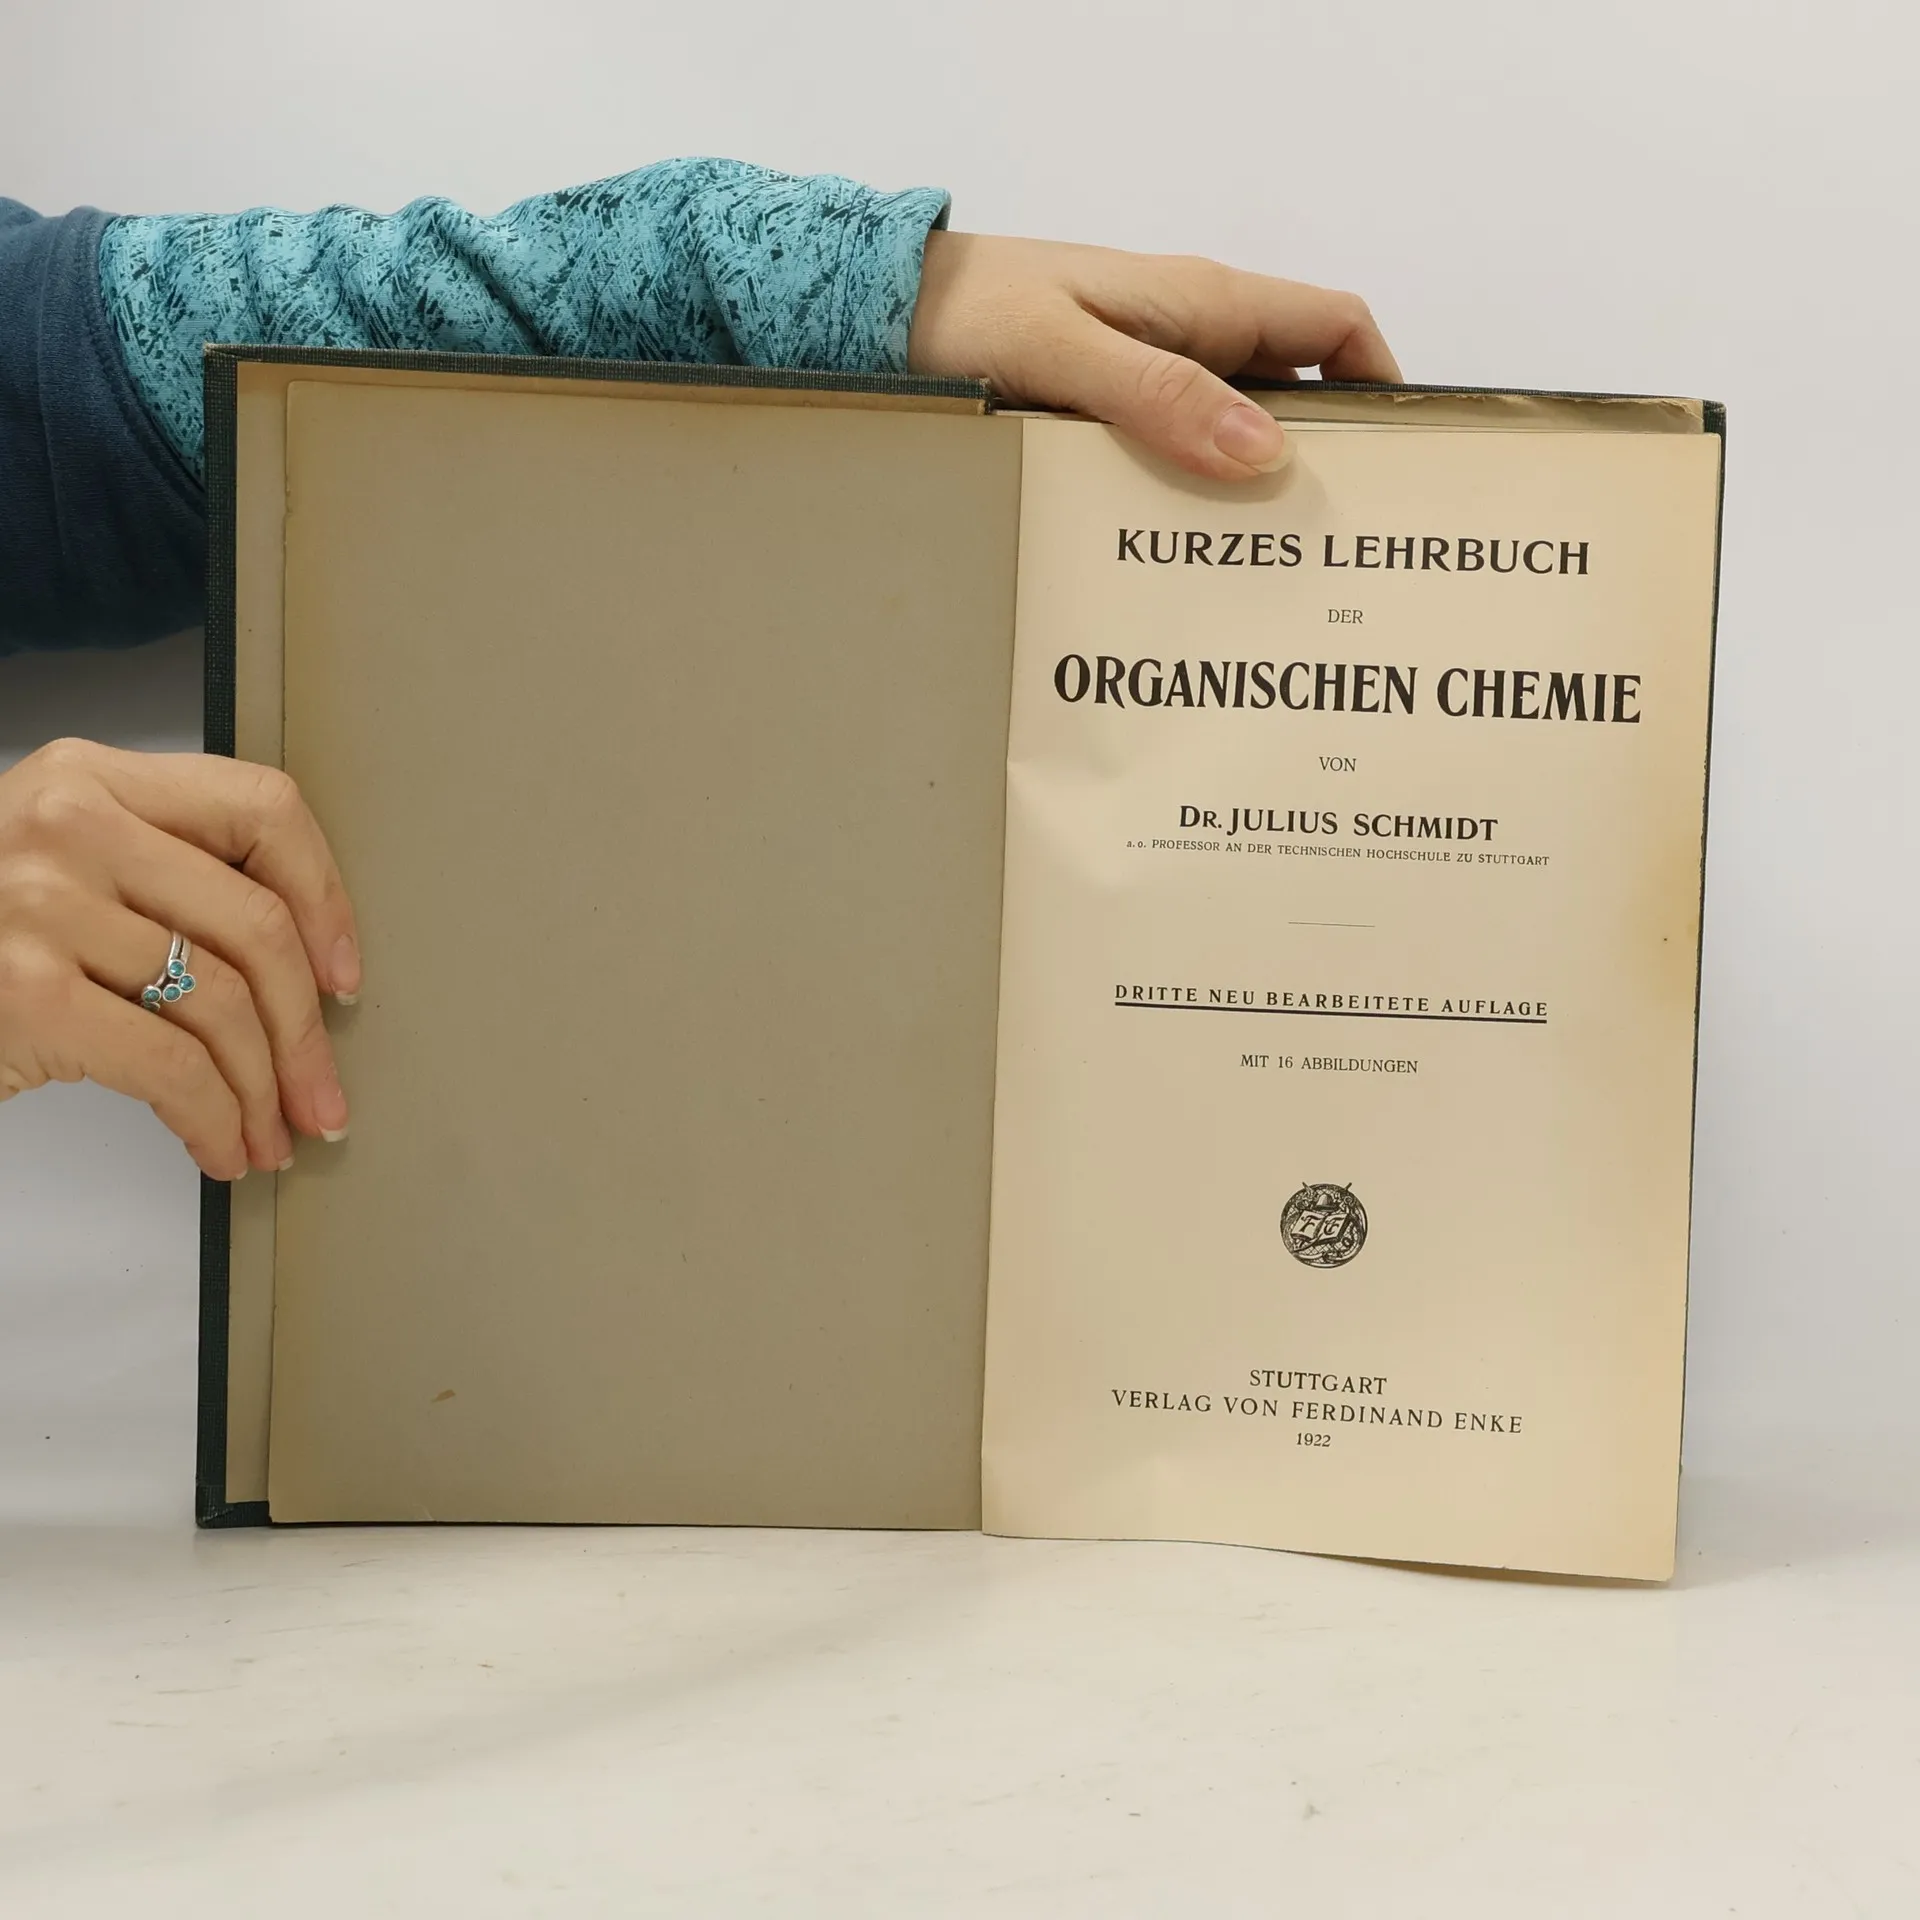 KURZES LEHRBUCH
DER
ORGANISCHEN CHEMIE
VON
DR. JULIUS SCHMIDT
a. o. PROFESSOR AN DER TECHNISCHEN HOCHSCHULE ZU STUTTGART
DRITTE NEU BEARBEITETE AUFLAGE
MIT 16 ABBILDUNGEN
F E
STUTTGART
VERLAG VON FERDINAND ENKE
1922